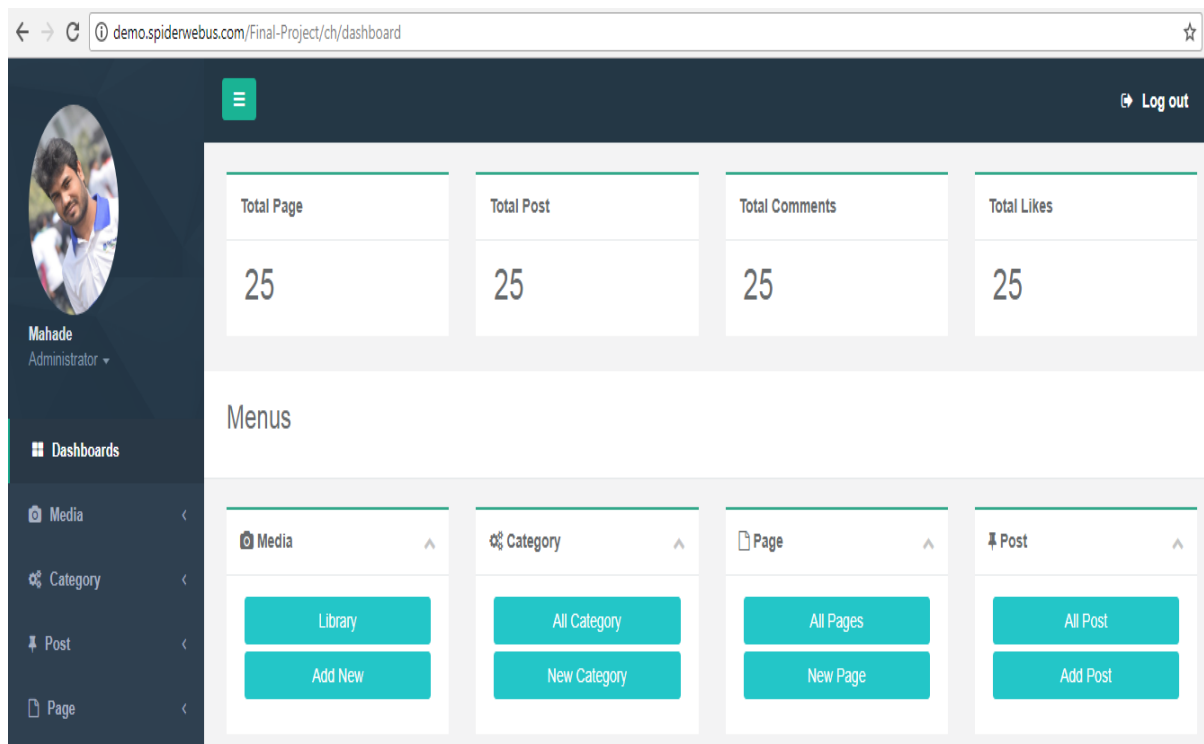 demo.spiderwebus.com/Final-Project/ch/dashboard
Log out
Mahade
Administrator
Dashboards
Media
Category
Post
Page
Total Page
Total Post
Total Comments
Total Likes
25
25
25
25
Menus
Media
Category
Page
Post
Library
All Category
All Pages
All Post
Add New
New Category
New Page
Add Post